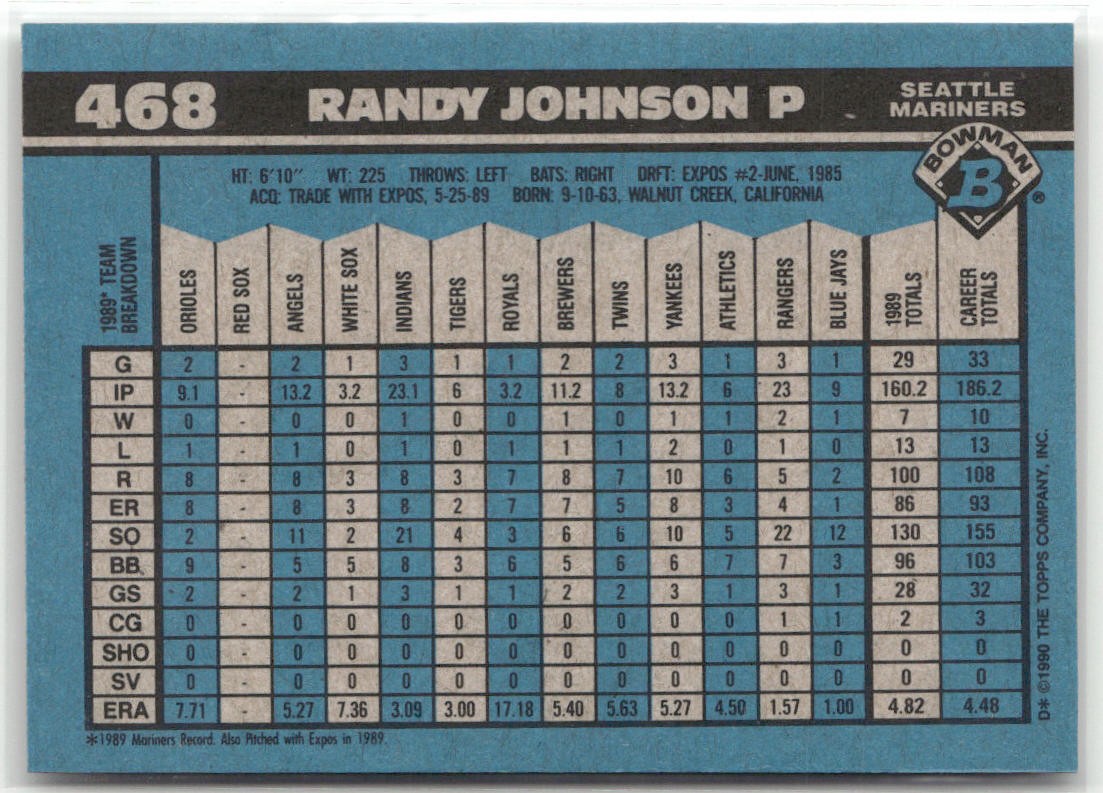 468 RANDY JOHNSON P SEATTLE MARINERS
BOWMAN
B
®
HT: 6'10" WT: 225 THROWS: LEFT BATS: RIGHT DRFT: EXPOS #2-JUNE, 1985
ACQ: TRADE WITH EXPOS, 5-25-89 BORN: 9-10-63, WALNUT CREEK, CALIFORNIA
1989* TEAM BREAKDOWN ORIOLES RED SOX ANGELS WHITE SOX INDIANS TIGERS ROYALS BREWERS TWINS YANKEES ATHLETICS RANGERS BLUE JAYS 1989 TOTALS CAREER TOTALS
G 2 - 2 1 3 1 1 2 2 3 1 3 1 29 33
IP 9.1 - 13.2 3.2 23.1 6 3.2 11.2 8 13.2 6 23 9 160.2 186.2
W 0 - 0 0 1 0 0 1 0 1 1 2 1 7 10
L 1 - 1 0 1 0 1 1 1 2 0 1 0 13 13
R 8 - 8 3 8 3 7 8 7 10 6 5 2 100 108
ER 8 - 8 3 8 2 7 7 5 8 3 4 1 86 93
SO 2 - 11 2 21 4 3 6 6 10 5 22 12 130 155
BB 9 - 5 5 8 3 6 5 6 6 7 7 3 96 103
GS 2 - 2 1 3 1 1 2 2 3 1 3 1 28 32
CG 0 - 0 0 0 0 0 0 0 0 0 1 1 2 3
SHO 0 - 0 0 0 0 0 0 0 0 0 0 0 0 0
SV 0 - 0 0 0 0 0 0 0 0 0 0 0 0 0
ERA 7.71 - 5.27 7.36 3.09 3.00 17.18 5.40 5.63 5.27 4.50 1.57 1.00 4.82 4.48
*1989 Mariners Record. Also Pitched with Expos in 1989.
D* ©1990 THE TOPPS COMPANY, INC.